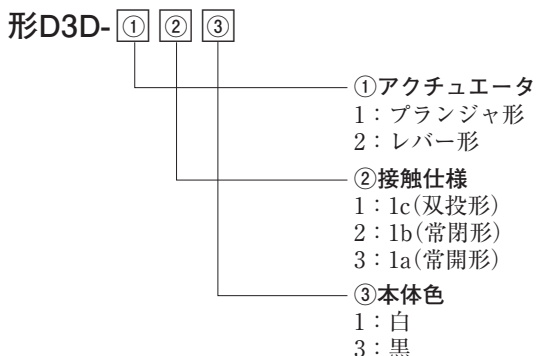 形D3D-①②③
①アクチュエータ
1：プランジャ形
2：レバー形
②接触仕様
1：1c(双投形)
2：1b(常閉形)
3：1a(常開形)
③本体色
1：白
3：黒